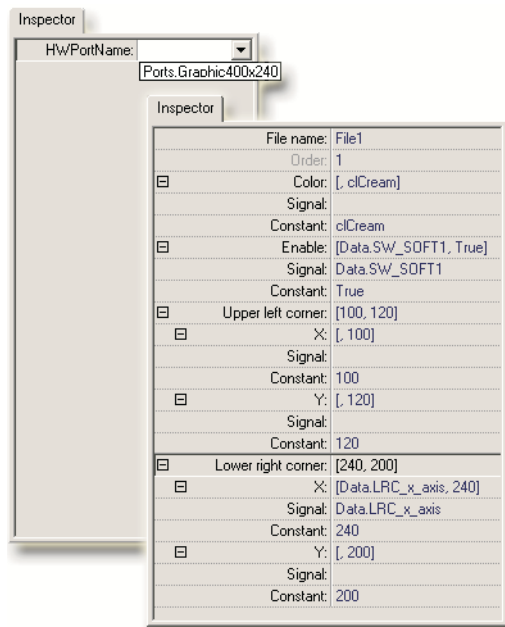 Inspector
HWPortName:
Ports.Graphic400x240
Inspector
File name: File1
Order: 1
Color: [, clCream]
Signal:
Constant: clCream
Enable: [Data.SW_SOFT1, True]
Signal: Data.SW_SOFT1
Constant: True
Upper left corner: [100, 120]
X: [, 100]
Signal:
Constant: 100
Y: [, 120]
Signal:
Constant: 120
Lower right corner: [240, 200]
X: [Data.LRC_x_axis, 240]
Signal: Data.LRC_x_axis
Constant: 240
Y: [, 200]
Signal:
Constant: 200